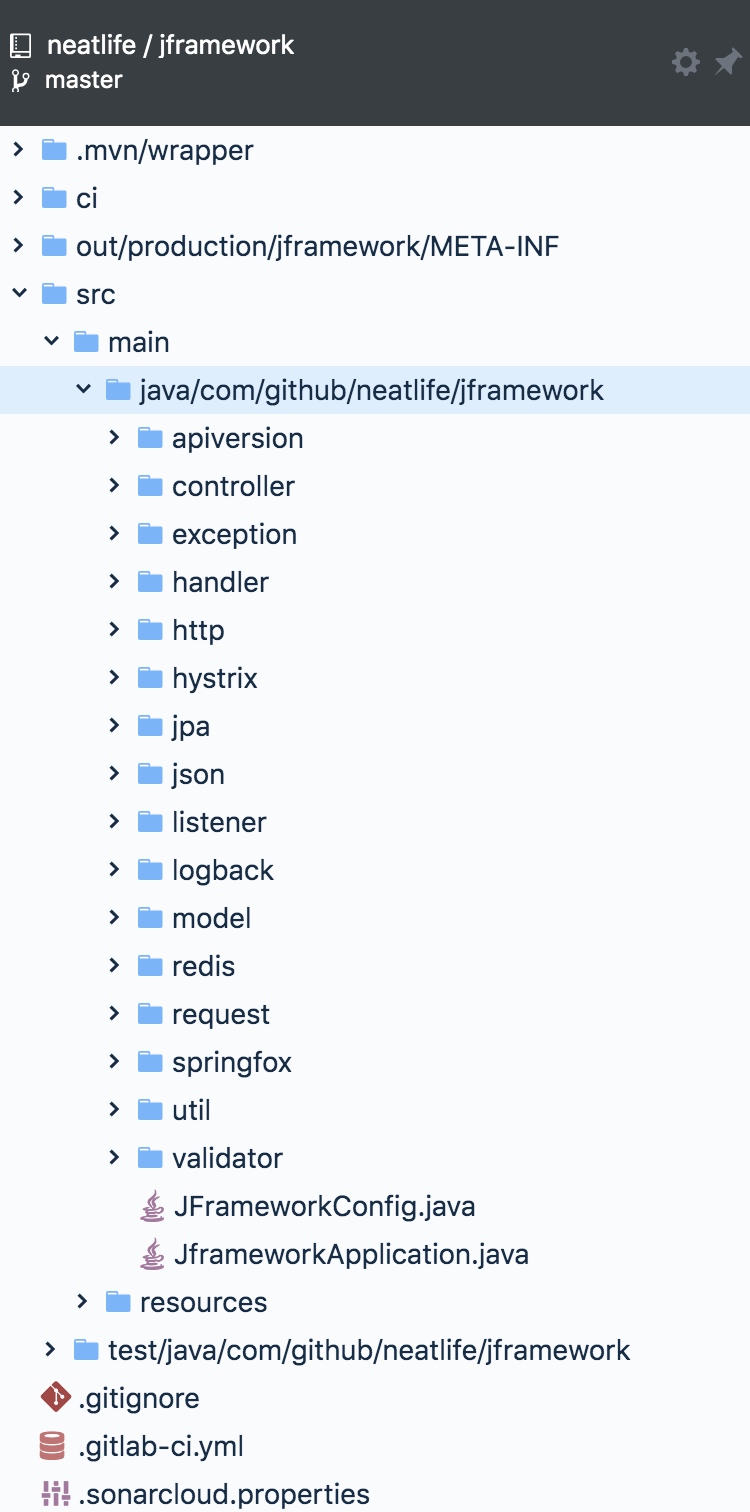 neatlife / jframework
master
.mvn/wrapper
ci
out/production/jframework/META-INF
src
main
java/com/github/neatlife/jframework
apiversion
controller
exception
handler
http
hystrix
jpa
json
listener
logback
model
redis
request
springfox
util
validator
JFrameworkConfig.java
JframeworkApplication.java
resources
test/java/com/github/neatlife/jframework
.gitignore
.gitlab-ci.yml
.sonarcloud.properties